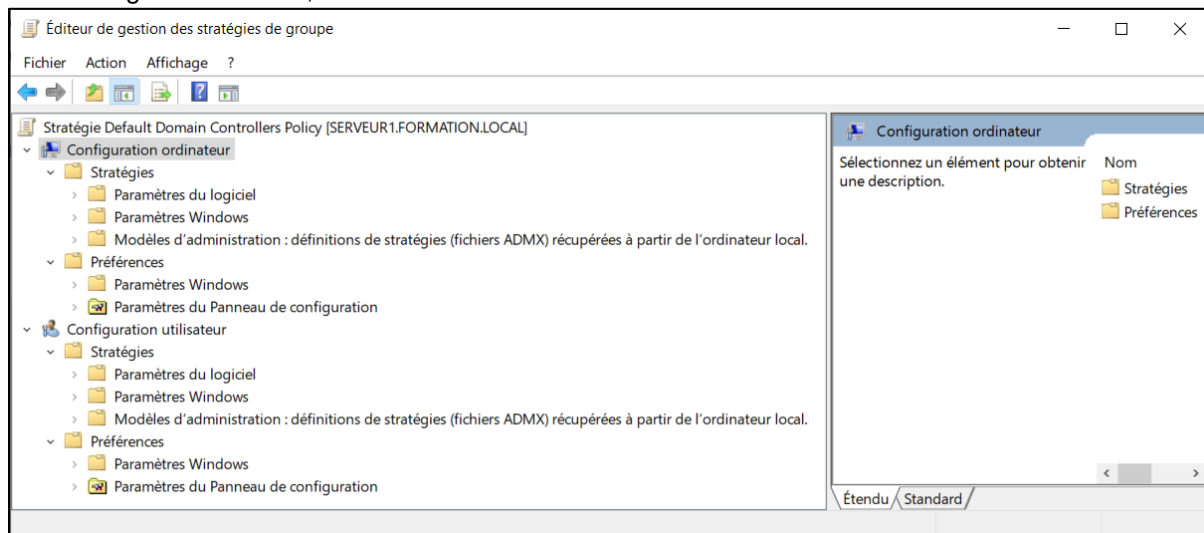 Éditeur de gestion des stratégies de groupe
Fichier Action Affichage ?
Stratégie Default Domain Controllers Policy [SERVEUR1.FORMATION.LOCAL]
Configuration ordinateur
Stratégies
Paramètres du logiciel
Paramètres Windows
Modèles d'administration : définitions de stratégies (fichiers ADMX) récupérées à partir de l'ordinateur local.
Préférences
Paramètres Windows
Paramètres du Panneau de configuration
Configuration utilisateur
Stratégies
Paramètres du logiciel
Paramètres Windows
Modèles d'administration : définitions de stratégies (fichiers ADMX) récupérées à partir de l'ordinateur local.
Préférences
Paramètres Windows
Paramètres du Panneau de configuration
Configuration ordinateur
Sélectionnez un élément pour obtenir
une description.
Nom
Stratégies
Préférences
Étendu Standard